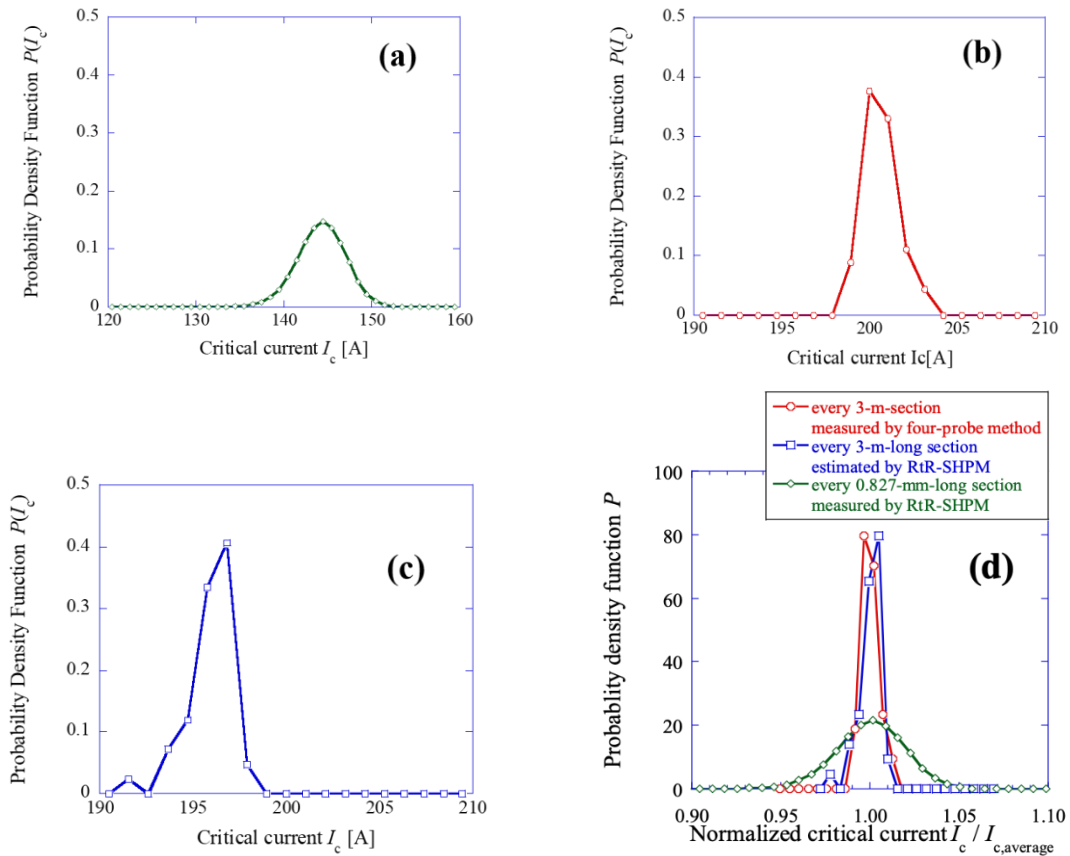 0.5
0.4
0.3
0.2
0.1
0
Probability Density Function P(Ic)
(a)
120 130 140 150 160
Critical current Ic [A]
0.5
0.4
0.3
0.2
0.1
0
Probability Density Function P(Ic)
(b)
190 195 200 205 210
Critical current Ic[A]
0.5
0.4
0.3
0.2
0.1
0
Probability Density Function P(Ic)
(c)
190 195 200 205 210
Critical current Ic [A]
every 3-m-section
measured by four-probe method
every 3-m-long section
estimated by RtR-SHPM
every 0.827-mm-long section
measured by RtR-SHPM
100
80
60
40
20
0
Probablity density function P
(d)
0.90 0.95 1.00 1.05 1.10
Normalized critical current Ic / Ic,average